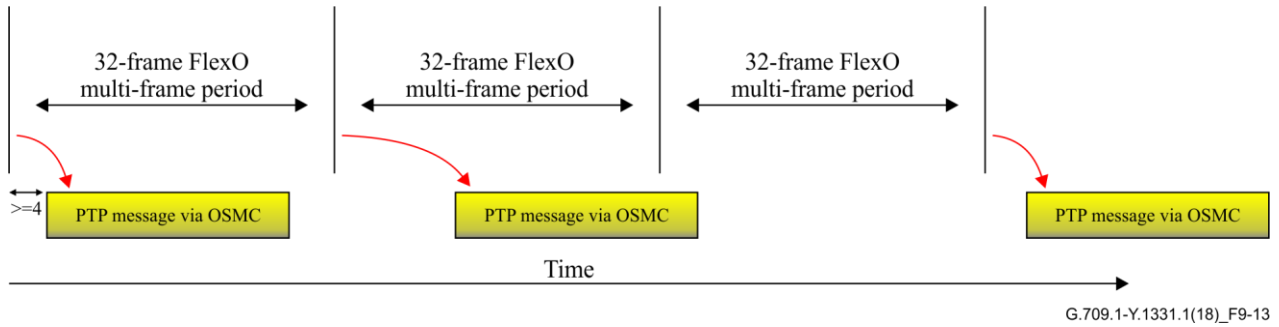 32-frame FlexO
multi-frame period
32-frame FlexO
multi-frame period
32-frame FlexO
multi-frame period
>=4
PTP message via OSMC
PTP message via OSMC
PTP message via OSMC
Time
G.709.1-Y.1331.1(18)_F9-13